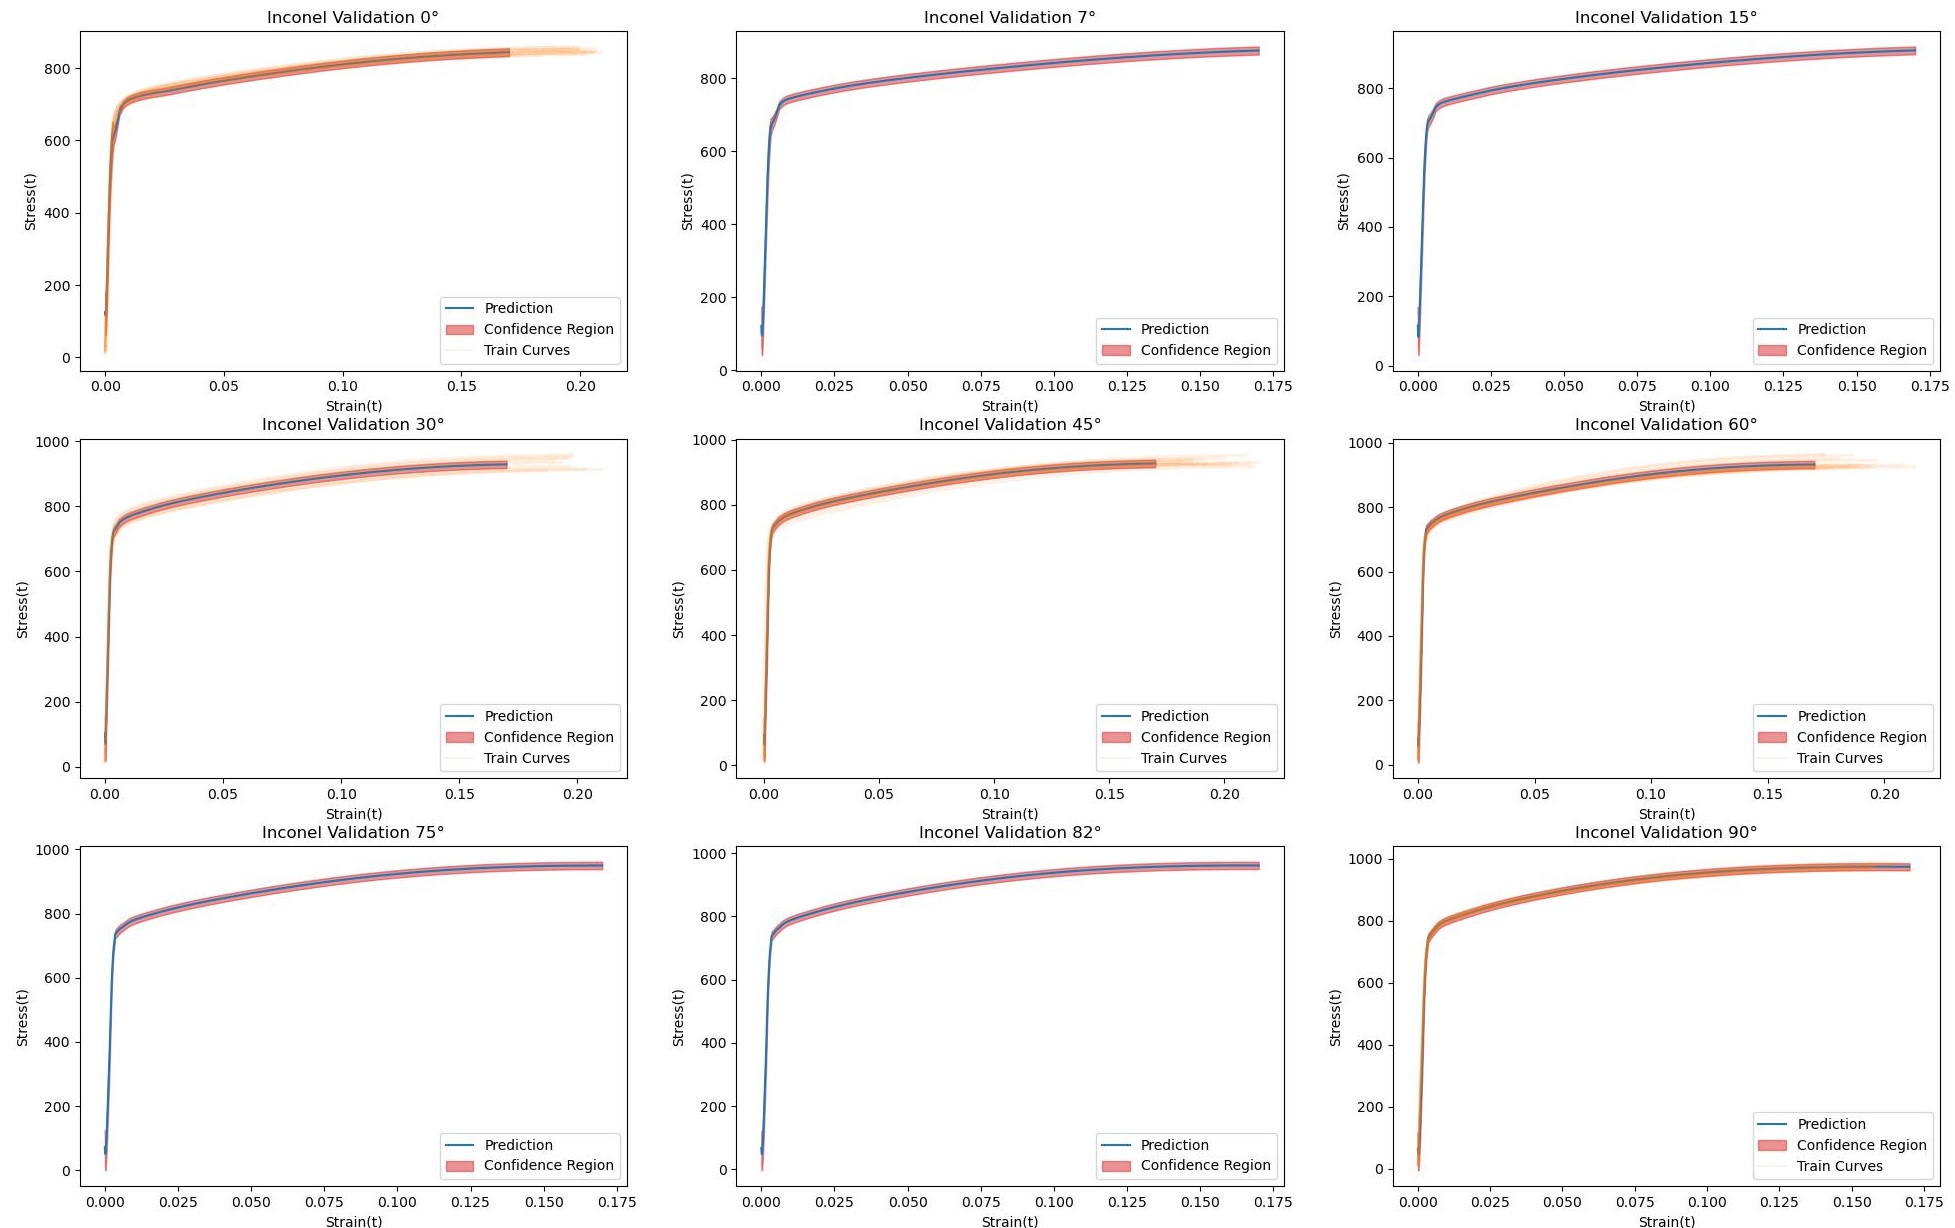 Inconel Validation 0°
Stress(t)
800
600
400
200
0
0.00 0.05 0.10 0.15 0.20
Strain(t)
Prediction
Confidence Region
Train Curves
Inconel Validation 7°
Stress(t)
800
600
400
200
0
0.000 0.025 0.050 0.075 0.100 0.125 0.150 0.175
Strain(t)
Prediction
Confidence Region
Inconel Validation 15°
Stress(t)
800
600
400
200
0
0.000 0.025 0.050 0.075 0.100 0.125 0.150 0.175
Strain(t)
Prediction
Confidence Region
Inconel Validation 30°
Stress(t)
1000
800
600
400
200
0
0.00 0.05 0.10 0.15 0.20
Strain(t)
Prediction
Confidence Region
Train Curves
Inconel Validation 45°
Stress(t)
1000
800
600
400
200
0
0.00 0.05 0.10 0.15 0.20
Strain(t)
Prediction
Confidence Region
Train Curves
Inconel Validation 60°
Stress(t)
1000
800
600
400
200
0
0.00 0.05 0.10 0.15 0.20
Strain(t)
Prediction
Confidence Region
Train Curves
Inconel Validation 75°
Stress(t)
1000
800
600
400
200
0
0.000 0.025 0.050 0.075 0.100 0.125 0.150 0.175
Strain(t)
Prediction
Confidence Region
Inconel Validation 82°
Stress(t)
1000
800
600
400
200
0
0.000 0.025 0.050 0.075 0.100 0.125 0.150 0.175
Strain(t)
Prediction
Confidence Region
Inconel Validation 90°
Stress(t)
1000
800
600
400
200
0
0.000 0.025 0.050 0.075 0.100 0.125 0.150 0.175
Strain(t)
Prediction
Confidence Region
Train Curves